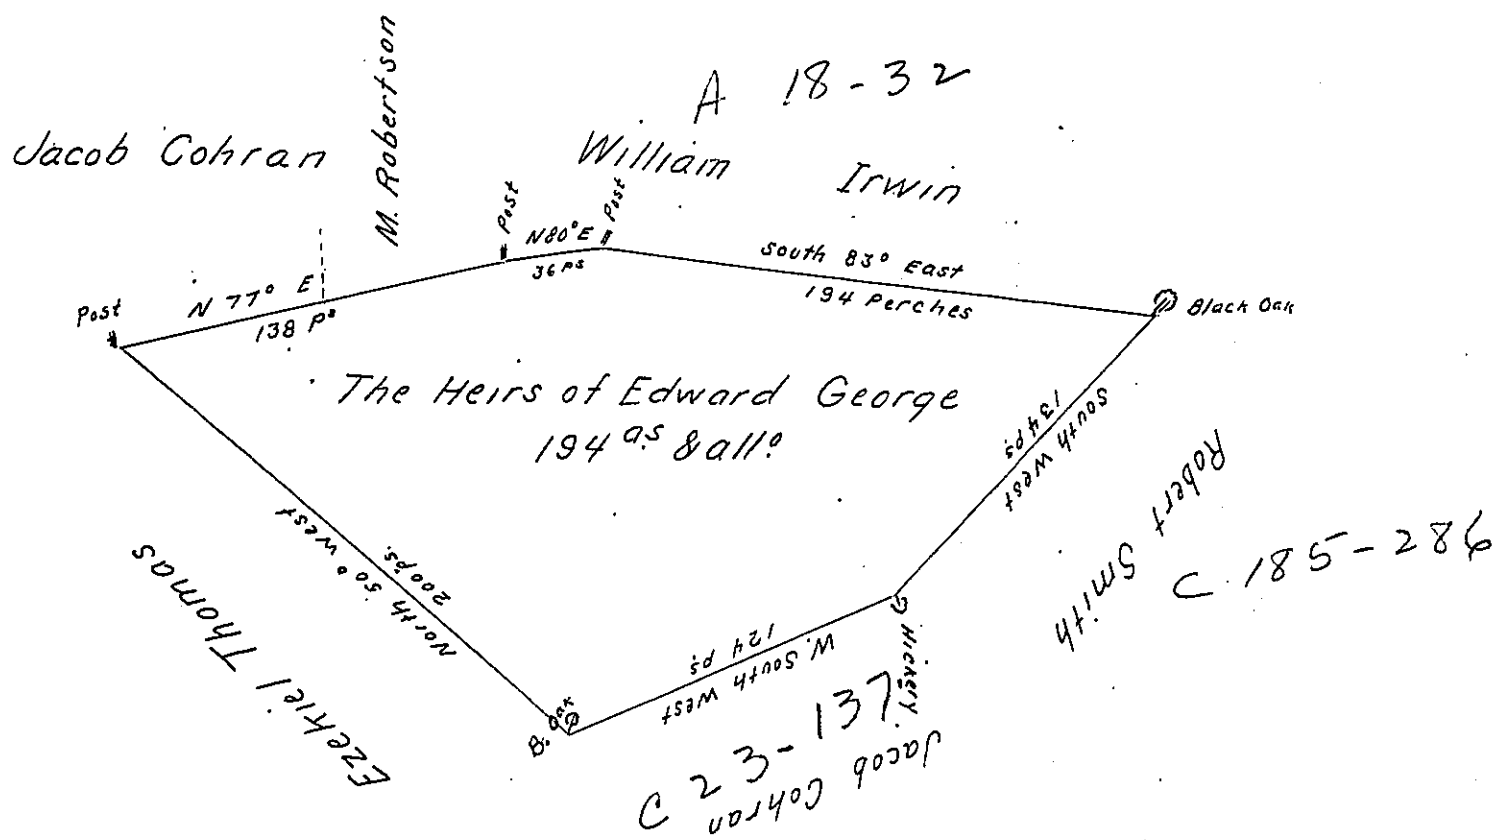 A 18-32
Jacob Cohran
M. Robertson
William Irwin
Post
Post
Post
N 77° E
138 Ps
N80°E
36 ps
South 83° East
194 Perches
Black Oak
The Heirs of Edward George
194 as & allo
South West
134 ps
Robert Smith
C 185-286
Hickery
W. South West
124 ps
C 23-137
Jacob Cohran
B. Oak
North 50° West
200 ps.
Ezekiel Thomas